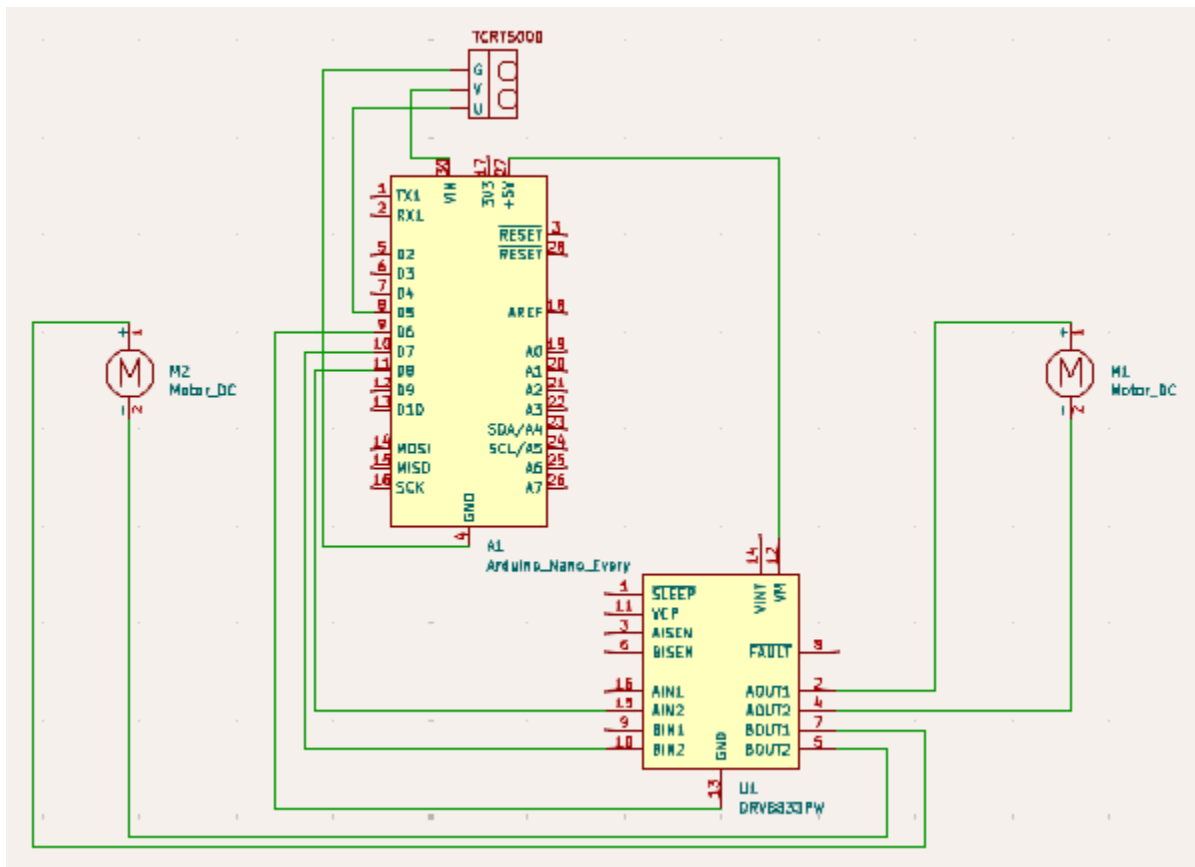 TCRT5000
G
V
U
30
17
27
VIN
3V3
+5V
1 TX1
2 RX1
RESET 3
RESET 28
5 D2
6 D3
7 D4
8 D5
AREF 18
9 D6
10 D7
A0 19
11 D8
A1 20
12 D9
A2 21
13 D10
A3 22
SDA/A4 23
14 MOSI
SCL/A5 24
15 MISO
A6 25
16 SCK
A7 26
GND
4
A1
Arduino_Nano_Every
+ 1
M
M2
Motor_DC
- 2
+ 1
M
M1
Motor_DC
- 2
14
12
VINT
VM
1 SLEEP
11 VCP
3 AISEN
6 BISEN
FAULT 8
16 AIN1
AOUT1 2
15 AIN2
AOUT2 4
9 BIN1
BOUT1 7
10 BIN2
BOUT2 5
GND
13
U1
DRV8833PW